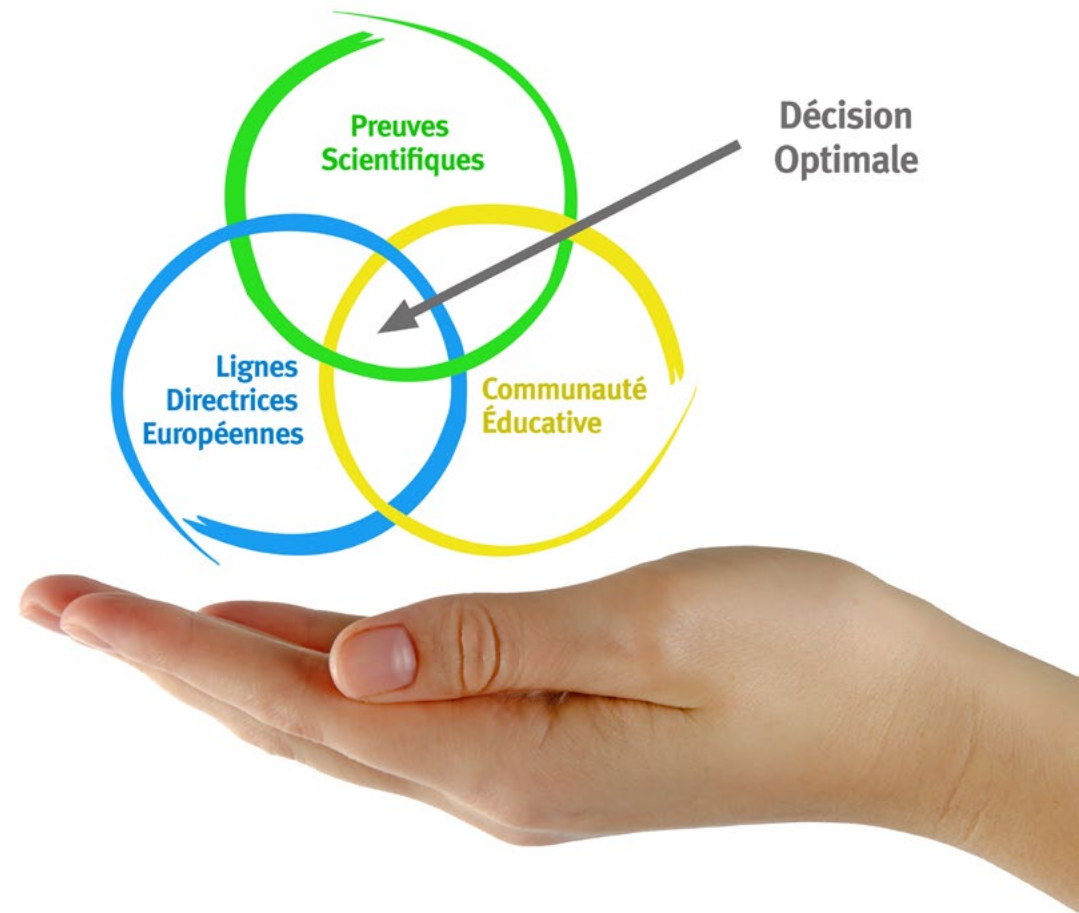 Preuves
Scientifiques
Décision
Optimale
Lignes
Directrices
Européennes
Communauté
Éducative